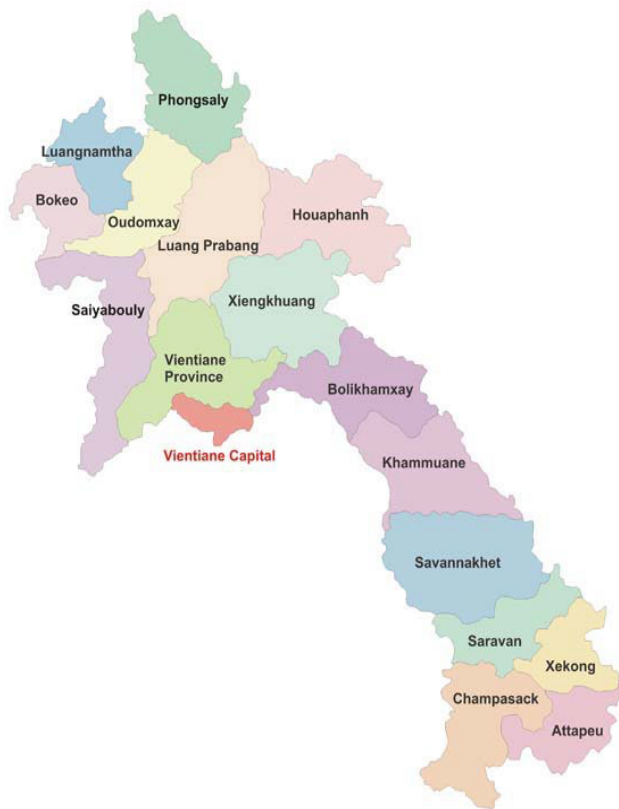 Phongsaly
Luangnamtha
Bokeo
Oudomxay
Houaphanh
Luang Prabang
Xiengkhuang
Saiyabouly
Vientiane
Province
Bolikhamxay
Vientiane Capital
Khammuane
Savannakhet
Saravan
Xekong
Champasack
Attapeu